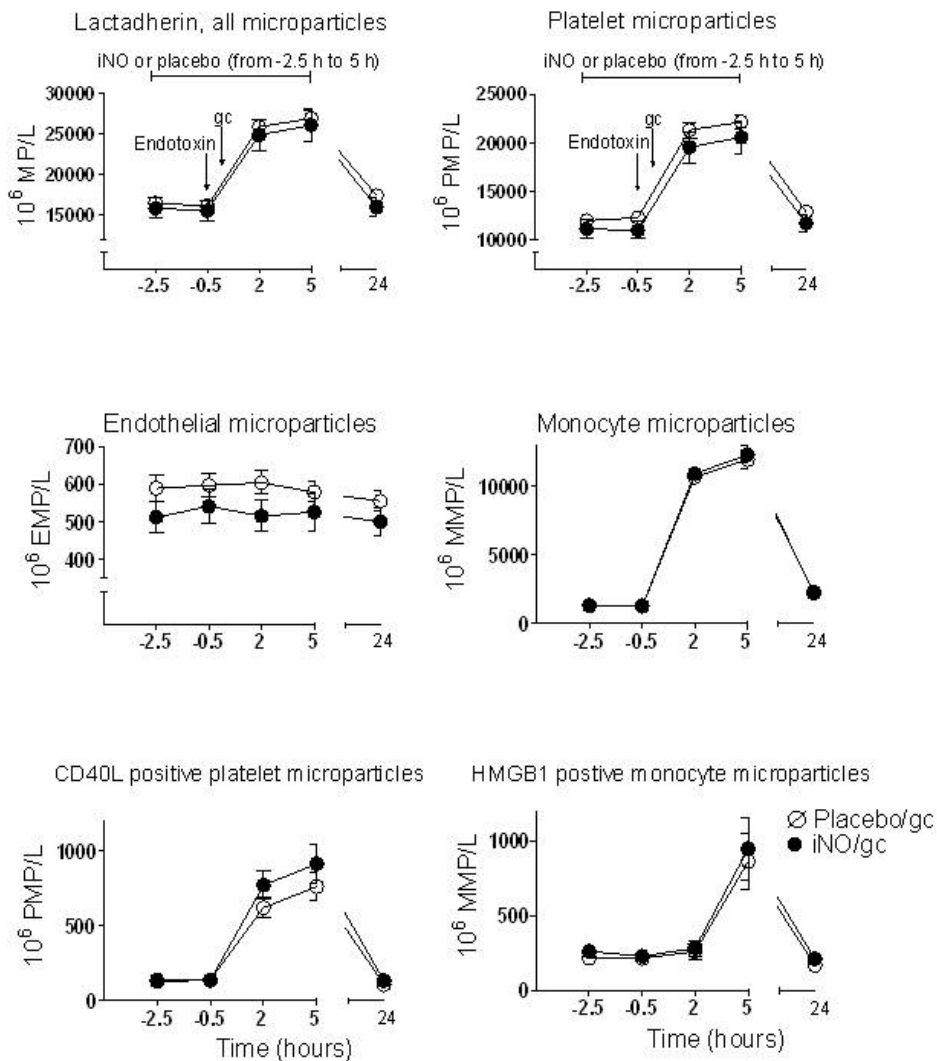 Lactadherin, all microparticles
iNO or placebo (from -2.5 h to 5 h)
30000
25000
20000
15000
10⁶ MP/L
Endotoxin
gc
-2.5 -0.5 2 5 24
Platelet microparticles
iNO or placebo (from -2.5 h to 5 h)
25000
20000
15000
10000
10⁶ PMP/L
Endotoxin
gc
-2.5 -0.5 2 5 24
Endothelial microparticles
700
600
500
400
10⁶ EMP/L
-2.5 -0.5 2 5 24
Monocyte microparticles
10000
5000
0
10⁶ MMP/L
-2.5 -0.5 2 5 24
CD40L positive platelet microparticles
1000
500
0
10⁶ PMP/L
-2.5 -0.5 2 5 24
Time (hours)
HMGB1 postive monocyte microparticles
Placebo/gc
iNO/gc
1000
500
0
10⁶ MMP/L
-2.5 -0.5 2 5 24
Time (hours)